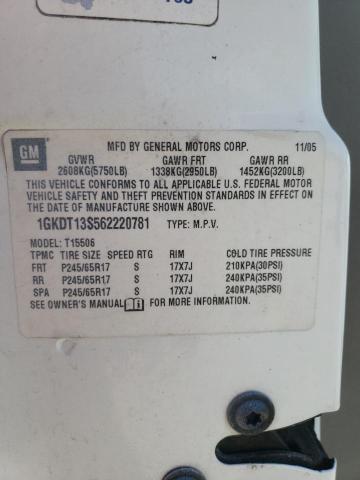 GM
MFD BY GENERAL MOTORS CORP. 11/05
GVWR GAWR FRT GAWR RR
2608KG(5750LB) 1338KG(2950LB) 1452KG(3200LB)
THIS VEHICLE CONFORMS TO ALL APPLICABLE U.S. FEDERAL MOTOR
VEHICLE SAFETY AND THEFT PREVENTION STANDARDS IN EFFECT
ON THE DATE OF MANUFACTURE SHOWN ABOVE.
1GKDT13S562220781 TYPE: M.P.V.
MODEL: T15506
TPMC TIRE SIZE SPEED RTG RIM COLD TIRE PRESSURE
FRT P245/65R17 S 17X7J 210KPA(30PSI)
RR P245/65R17 S 17X7J 240KPA(35PSI)
SPA P245/65R17 S 17X7J 240KPA(35PSI)
SEE OWNER'S MANUAL FOR MORE INFORMATION.